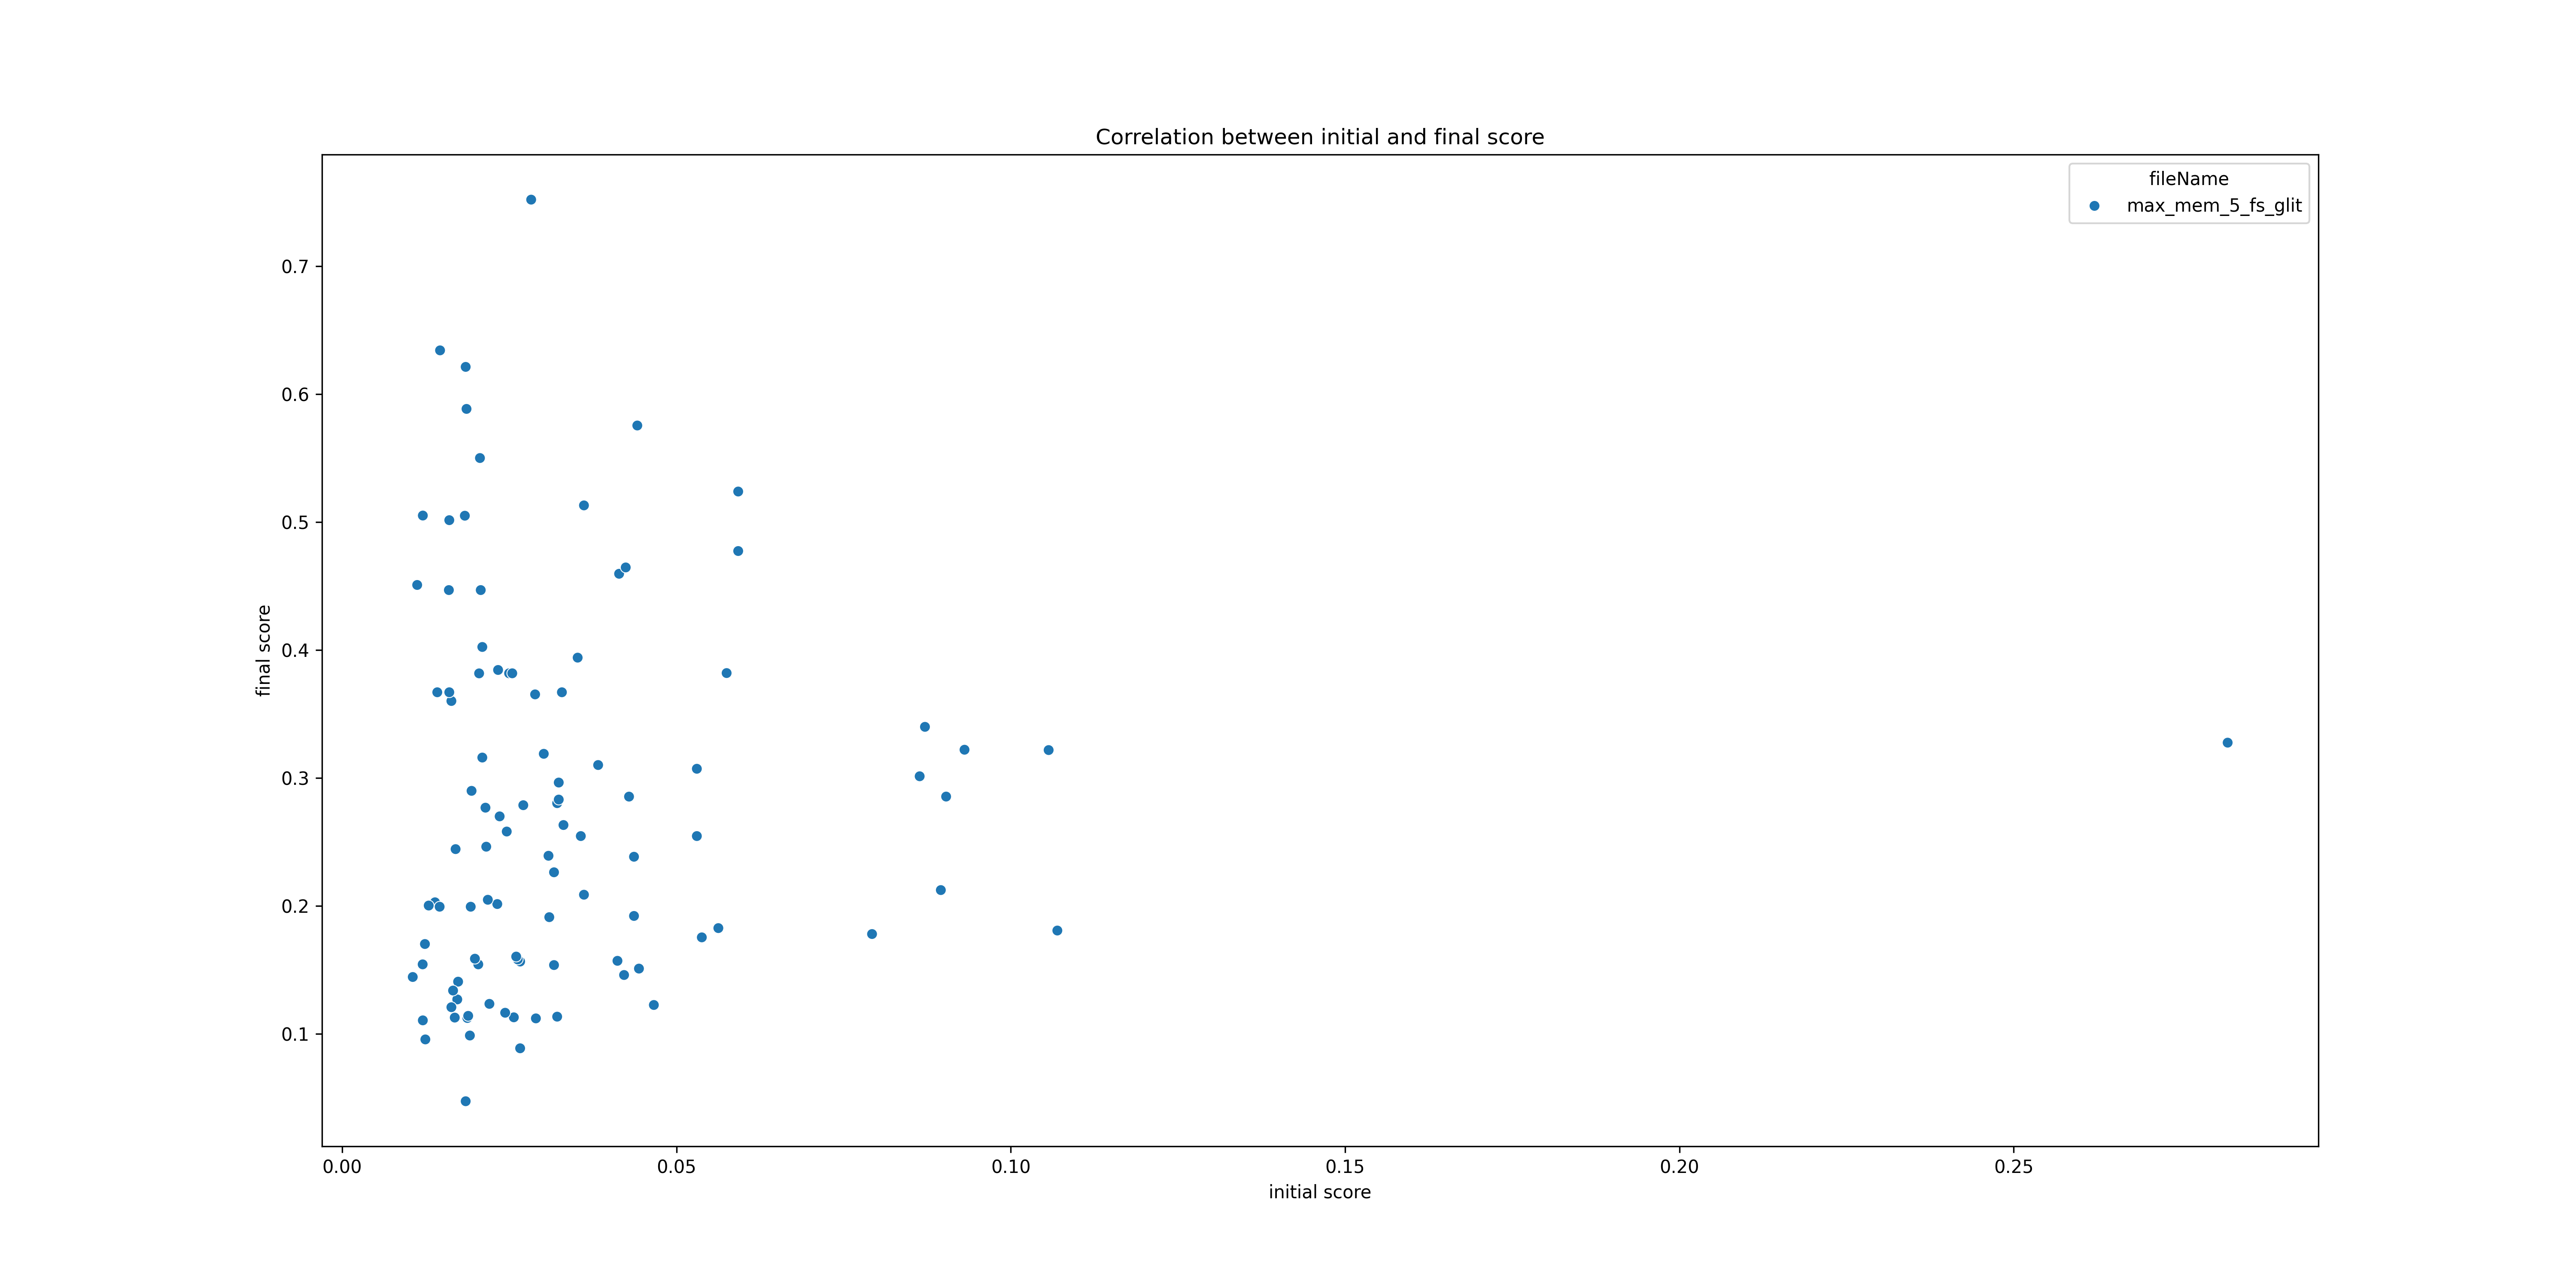 Correlation between initial and final score
fileName
max_mem_5_fs_glit
0.7
0.6
0.5
0.4
0.3
0.2
0.1
final score
0.00
0.05
0.10
0.15
0.20
0.25
initial score